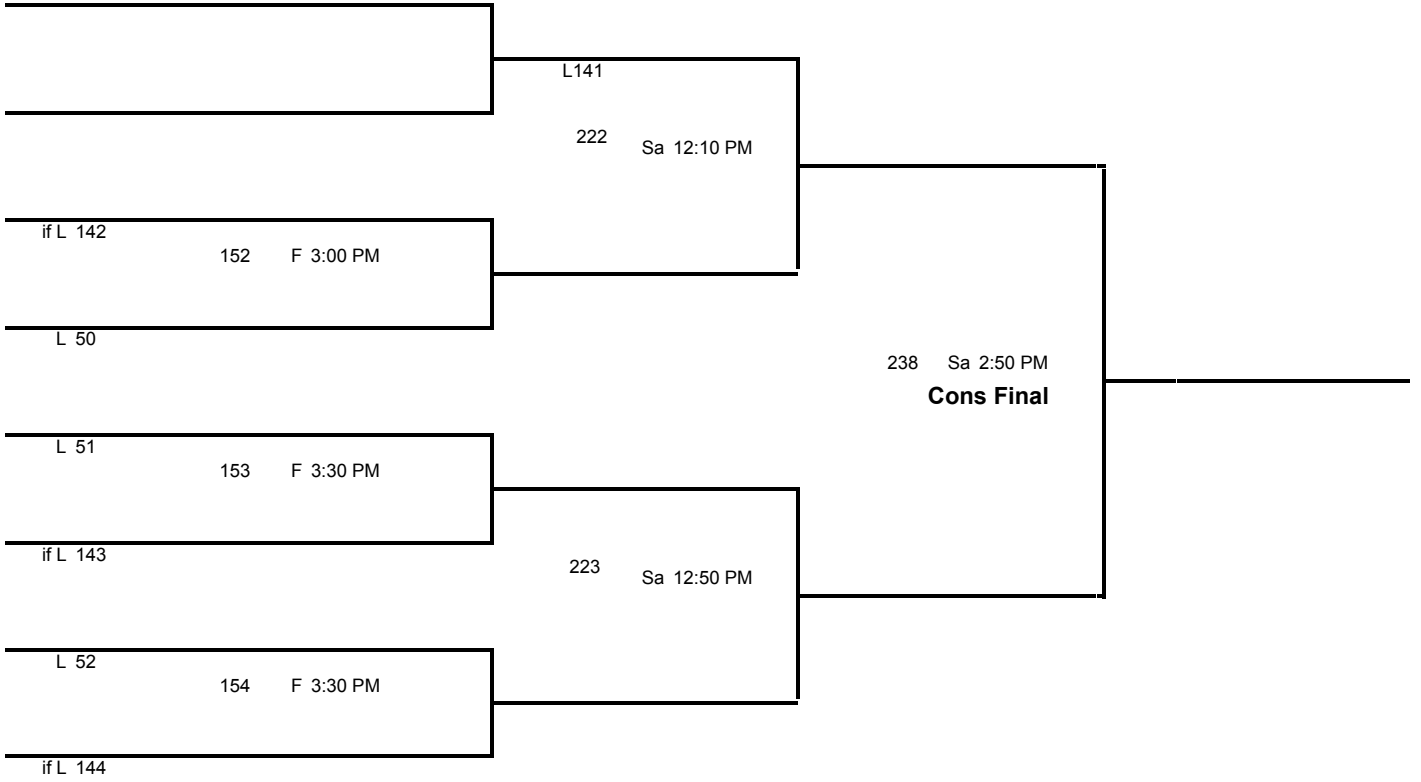 L141
222 Sa 12:10 PM
if L 142
152 F 3:00 PM
L 50
238 Sa 2:50 PM
Cons Final
L 51
153 F 3:30 PM
if L 143
223 Sa 12:50 PM
L 52
154 F 3:30 PM
if L 144